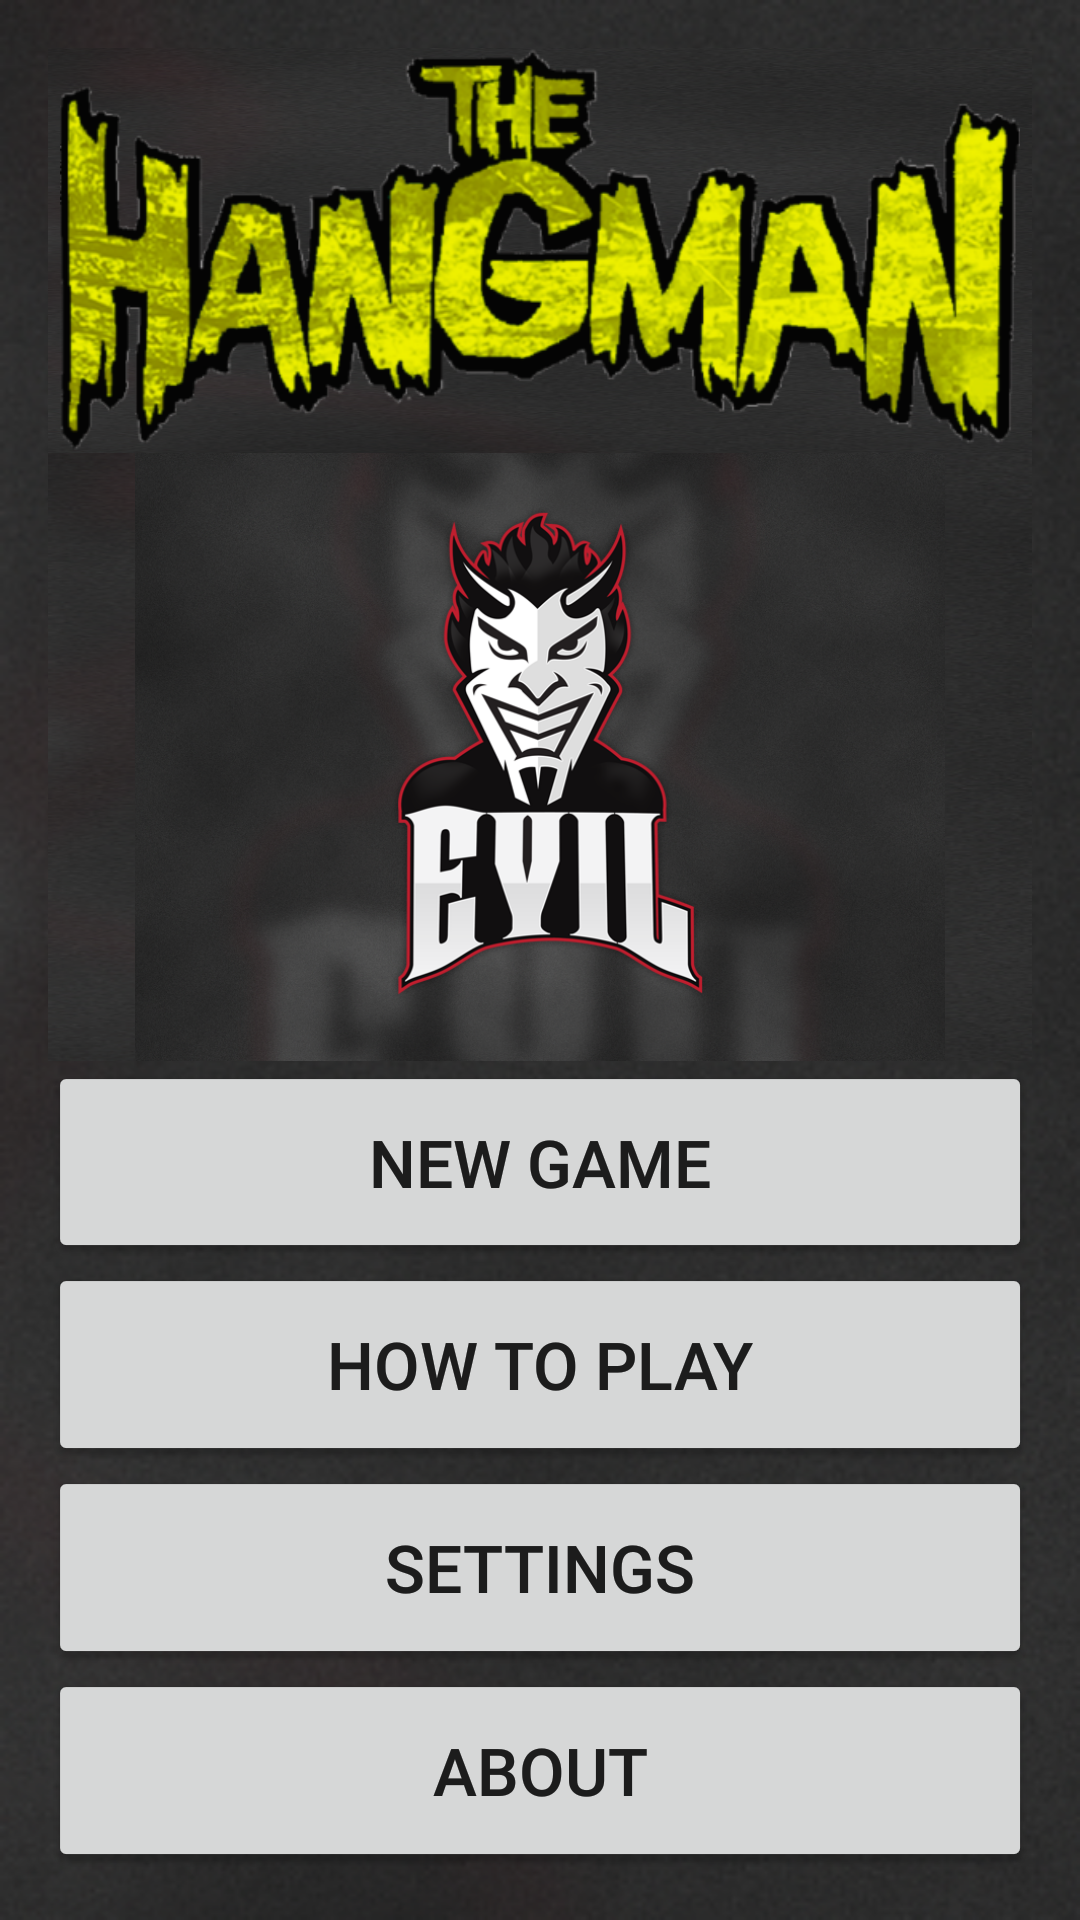 THE
HANGMAN
EVIL
NEW GAME
HOW TO PLAY
SETTINGS
ABOUT